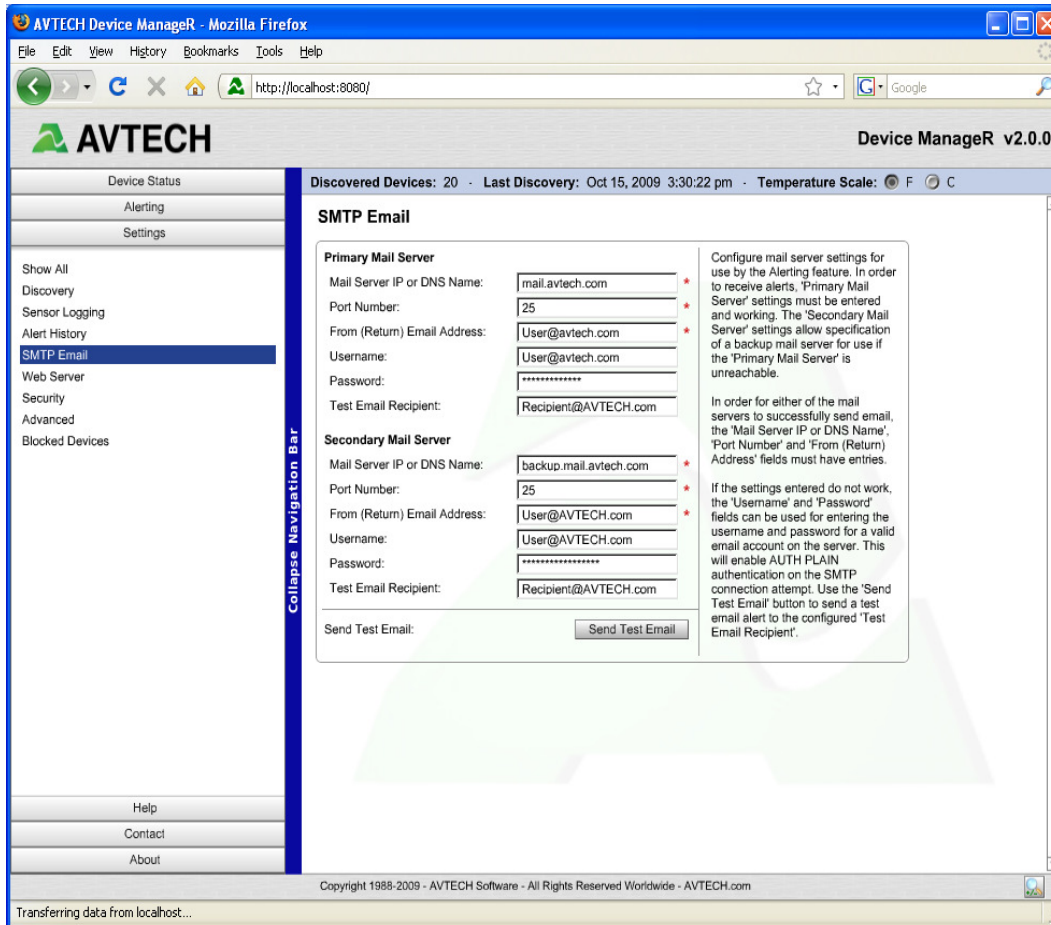 AVTECH Device ManageR - Mozilla Firefox
File Edit View History Bookmarks Tools Help
http://localhost:8080/
G Google
AVTECH
Device ManageR v2.0.0
Device Status
Alerting
Settings
Show All
Discovery
Sensor Logging
Alert History
SMTP Email
Web Server
Security
Advanced
Blocked Devices
Help
Contact
About
Collapse Navigation Bar
Discovered Devices: 20 - Last Discovery: Oct 15, 2009 3:30:22 pm - Temperature Scale: F C
SMTP Email
Primary Mail Server
Mail Server IP or DNS Name: mail.avtech.com *
Port Number: 25 *
From (Return) Email Address: User@avtech.com *
Username: User@avtech.com
Password: *************
Test Email Recipient: Recipient@AVTECH.com
Secondary Mail Server
Mail Server IP or DNS Name: backup.mail.avtech.com *
Port Number: 25 *
From (Return) Email Address: User@AVTECH.com *
Username: User@AVTECH.com
Password: *****************
Test Email Recipient: Recipient@AVTECH.com
Send Test Email: Send Test Email
Configure mail server settings for
use by the Alerting feature. In order
to receive alerts, 'Primary Mail
Server' settings must be entered
and working. The 'Secondary Mail
Server' settings allow specification
of a backup mail server for use if
the 'Primary Mail Server' is
unreachable.
In order for either of the mail
servers to successfully send email,
the 'Mail Server IP or DNS Name',
'Port Number' and 'From (Return)
Address' fields must have entries.
If the settings entered do not work,
the 'Username' and 'Password'
fields can be used for entering the
username and password for a valid
email account on the server. This
will enable AUTH PLAIN
authentication on the SMTP
connection attempt. Use the 'Send
Test Email' button to send a test
email alert to the configured 'Test
Email Recipient'.
Copyright 1988-2009 - AVTECH Software - All Rights Reserved Worldwide - AVTECH.com
Transferring data from localhost...